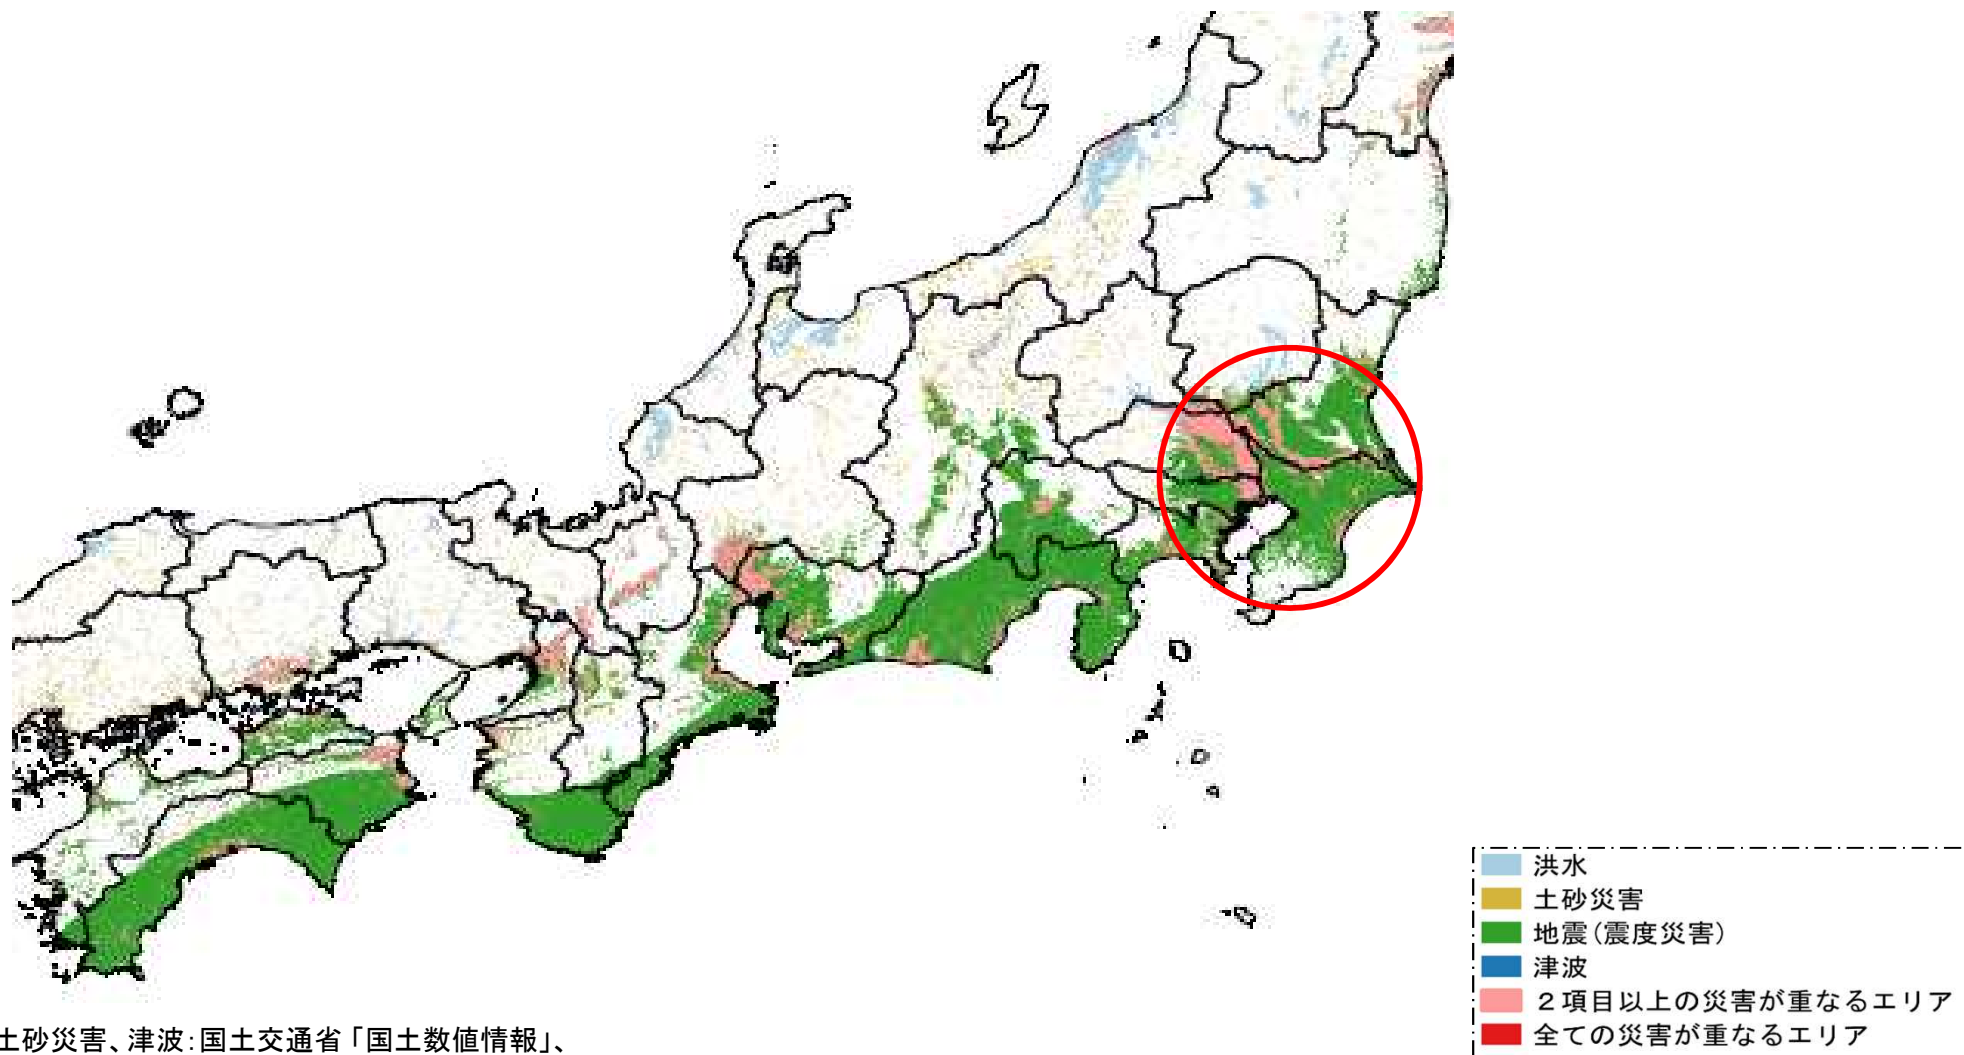 洪水
土砂災害
地震(震度災害)
津波
２項目以上の災害が重なるエリア
全ての災害が重なるエリア
土砂災害、津波:国土交通省「国土数値情報」、